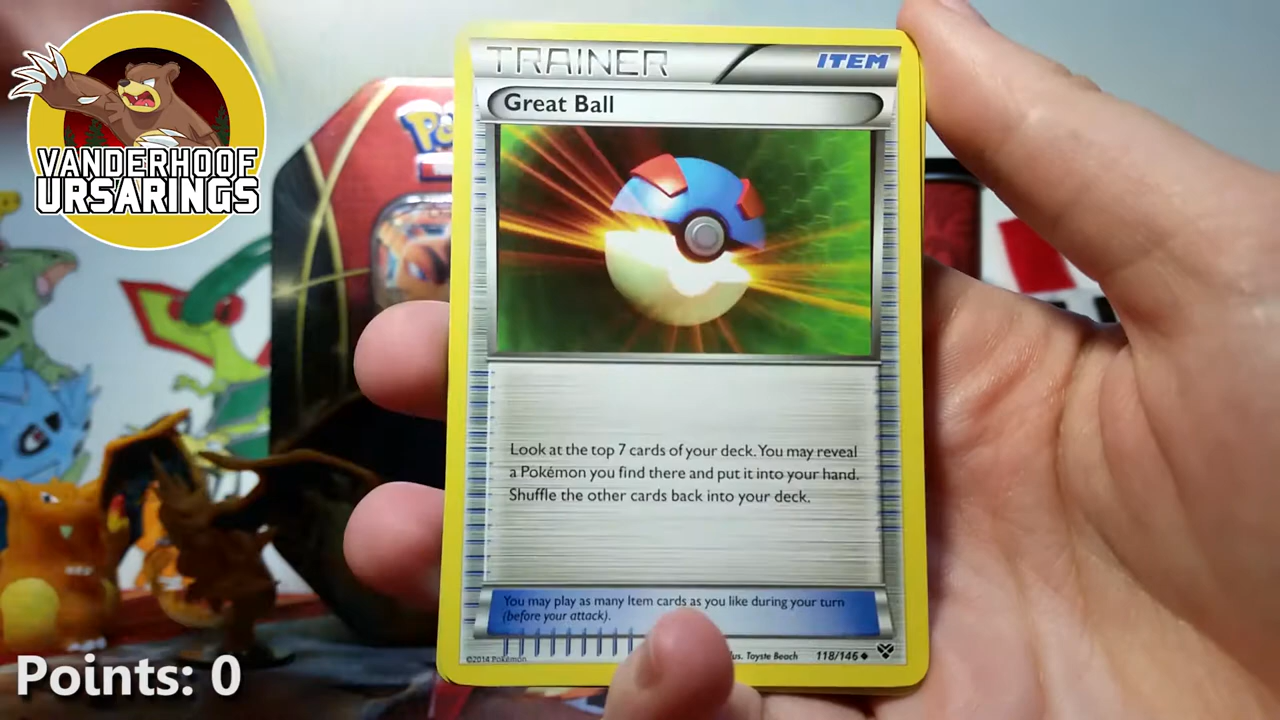 VANDERHOOF
URSARINGS
TRAINER
ITEM
Great Ball
Look at the top 7 cards of your deck. You may reveal
a Pokémon you find there and put it into your hand.
Shuffle the other cards back into your deck.
You may play as many Item cards as you like during your turn
(before your attack).
©2014 Pokémon
lus. Toyste Beach
118/146
Points: 0